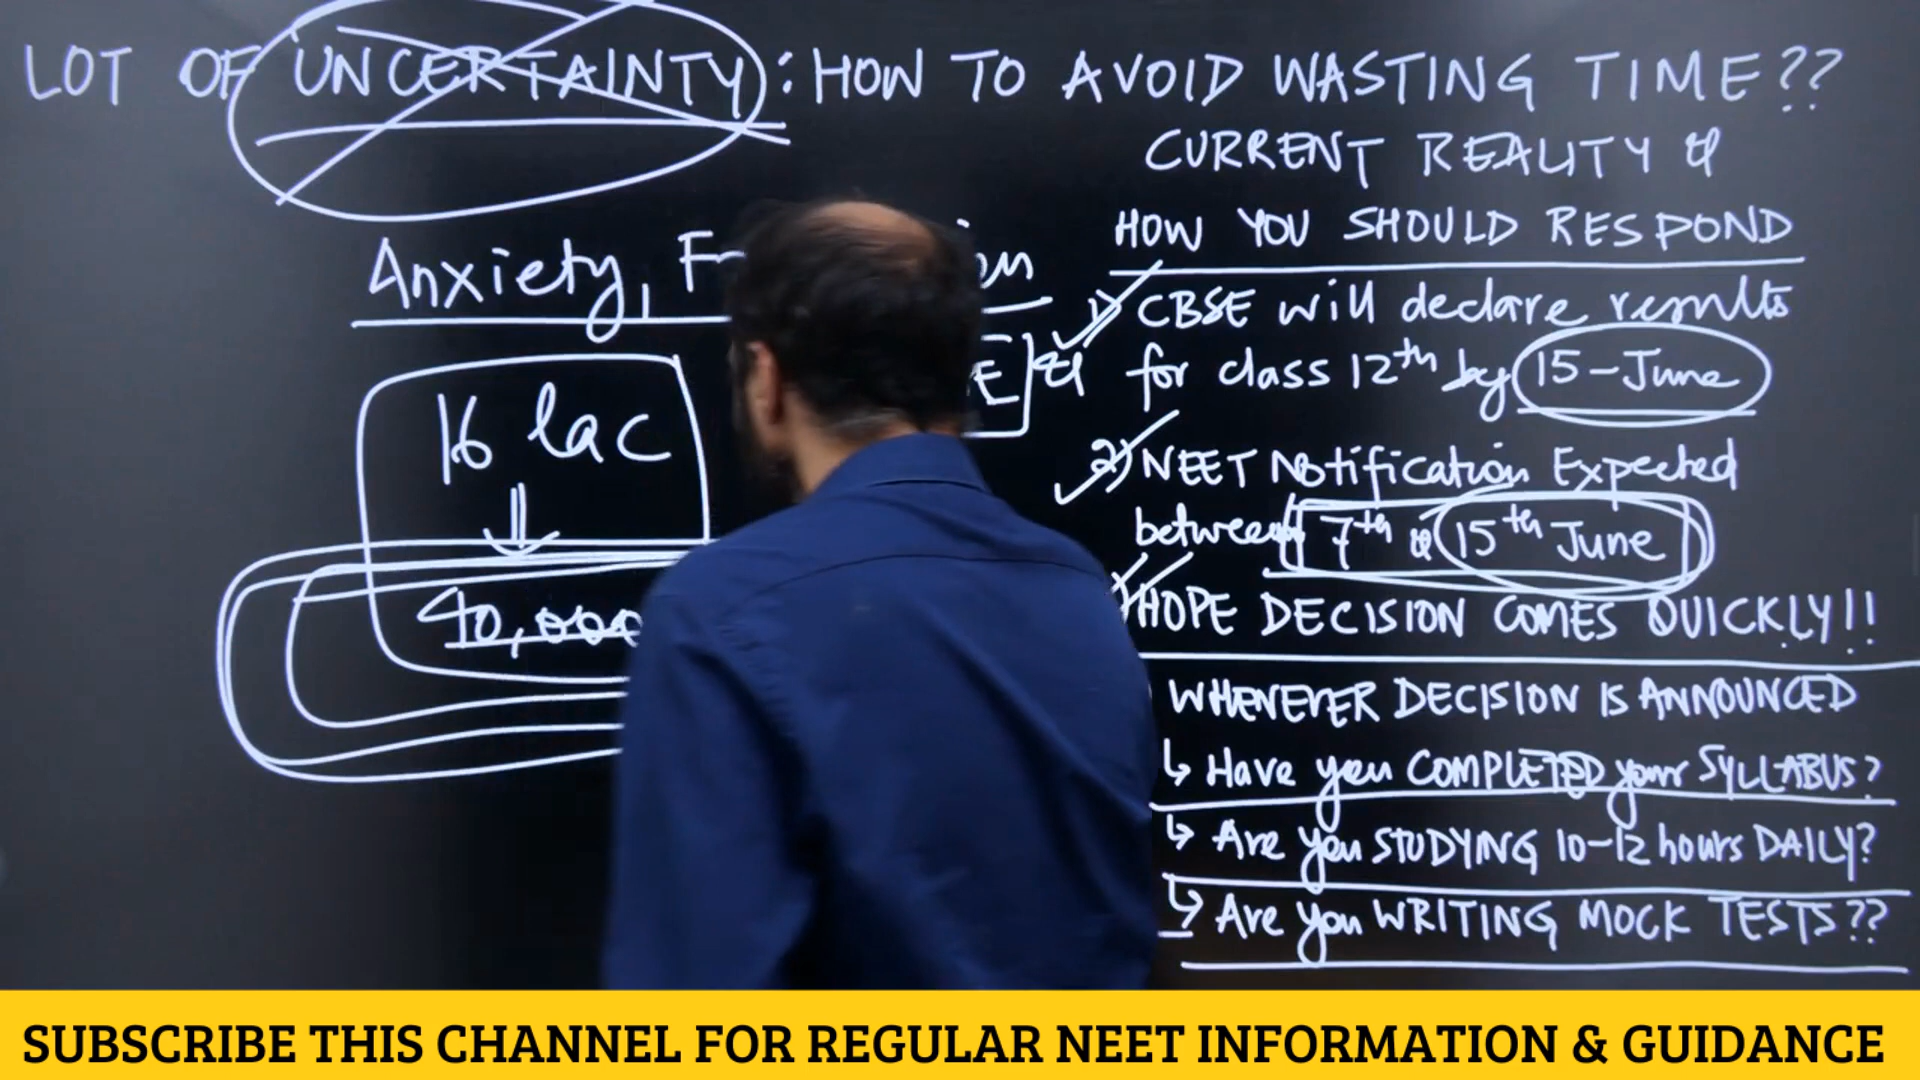 LOT OF UNCERTAINTY : HOW TO AVOID WASTING TIME??
CURRENT REALITY &
HOW YOU SHOULD RESPOND
Anxiety,
16 lac
40,000
1) CBSE will declare results
for class 12th by 15-June
2) NEET Notification Expected
between 7th & 15th June
HOPE DECISION COMES QUICKLY!!
WHENEVER DECISION IS ANNOUNCED
↳ Have you COMPLETED your SYLLABUS?
↳ Are you STUDYING 10-12 hours DAILY?
↳ Are you WRITING MOCK TESTS??
SUBSCRIBE THIS CHANNEL FOR REGULAR NEET INFORMATION & GUIDANCE